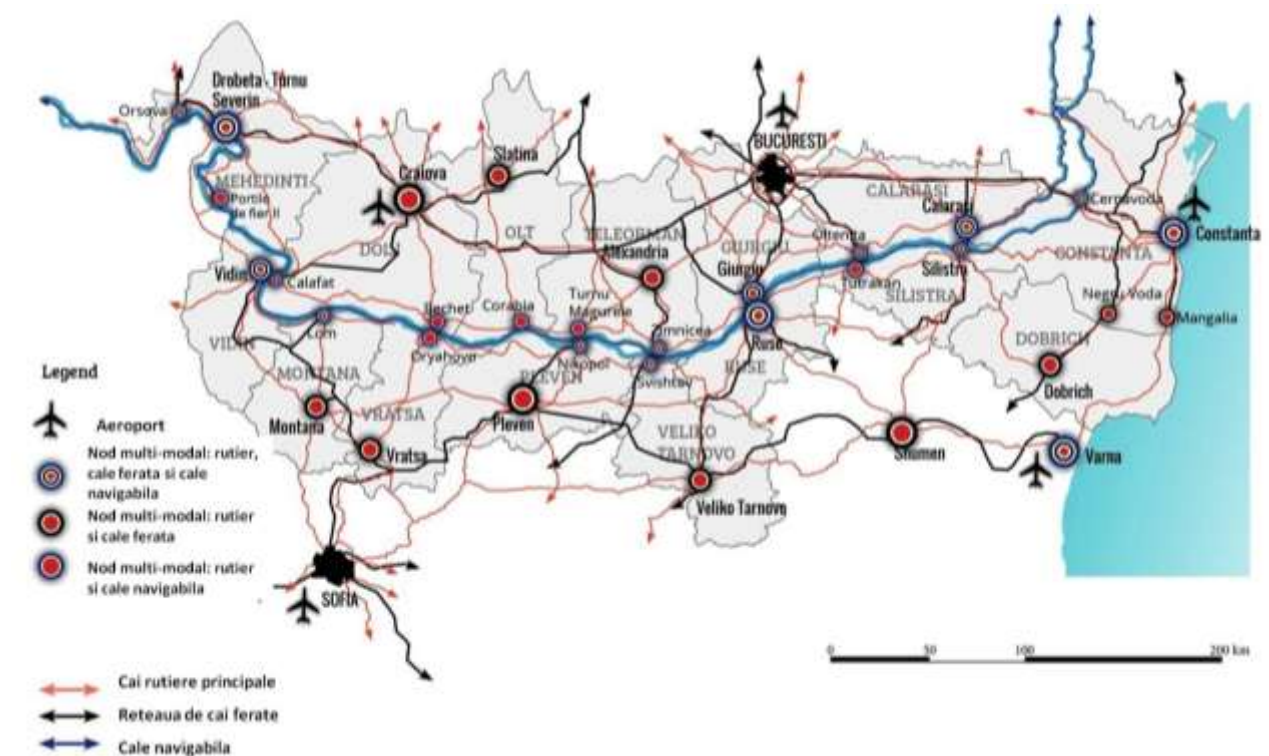 Drobeta - Turnu
Severin
Orsova
MEHEDINTI
Portile
de fier II
Craiova
Slatina
DOLJ
OLT
TELEORMAN
Alexandria
BUCURESTI
GIURGIU
Giurgiu
CALARASI
Calarasi
Oltenita
Tutrakan
Silistra
SILISTRA
Cernavoda
Constanta
CONSTANTA
Negru Voda
Mangalia
DOBRICH
Dobrich
Vidin
Calafat
VIDIN
Lom
Bechet
Oryahovo
Corabia
Turnu
Magurele
Nikopol
Zimnicea
Svishtov
Ruse
RUSE
MONTANA
Montana
VRATSA
Vratsa
PLEVEN
Pleven
VELIKO
TARNOVO
Veliko Tarnovo
Shumen
Varna
SOFIA
Legend
Aeroport
Nod multi-modal: rutier,
cale ferata si cale
navigabila
Nod multi-modal: rutier
si cale ferata
Nod multi-modal: rutier
si cale navigabila
Cai rutiere principale
Reteaua de cai ferate
Cale navigabila
0 50 100 200 km